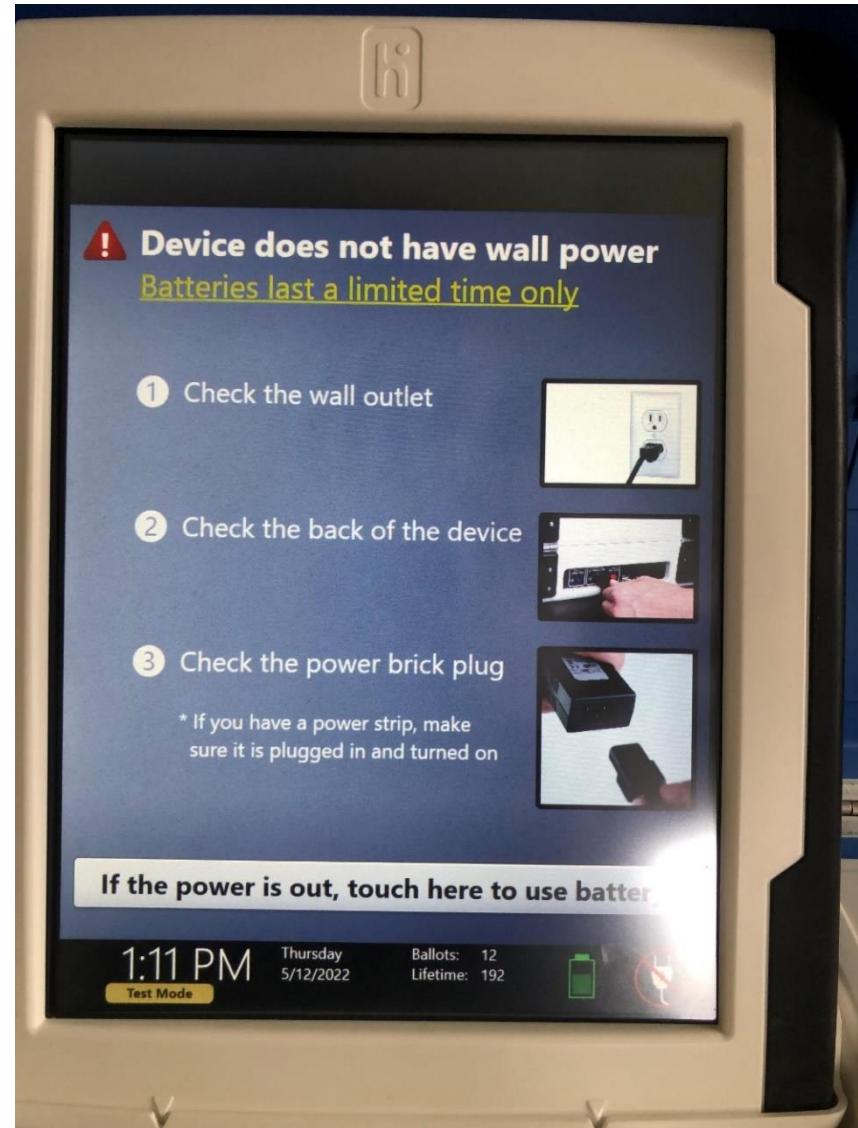 Device does not have wall power
Batteries last a limited time only
1 Check the wall outlet
2 Check the back of the device
3 Check the power brick plug
* If you have a power strip, make
sure it is plugged in and turned on
If the power is out, touch here to use
1:11 PM
Test Mode
Thursday
5/12/2022
Ballots: 12
Lifetime: 192